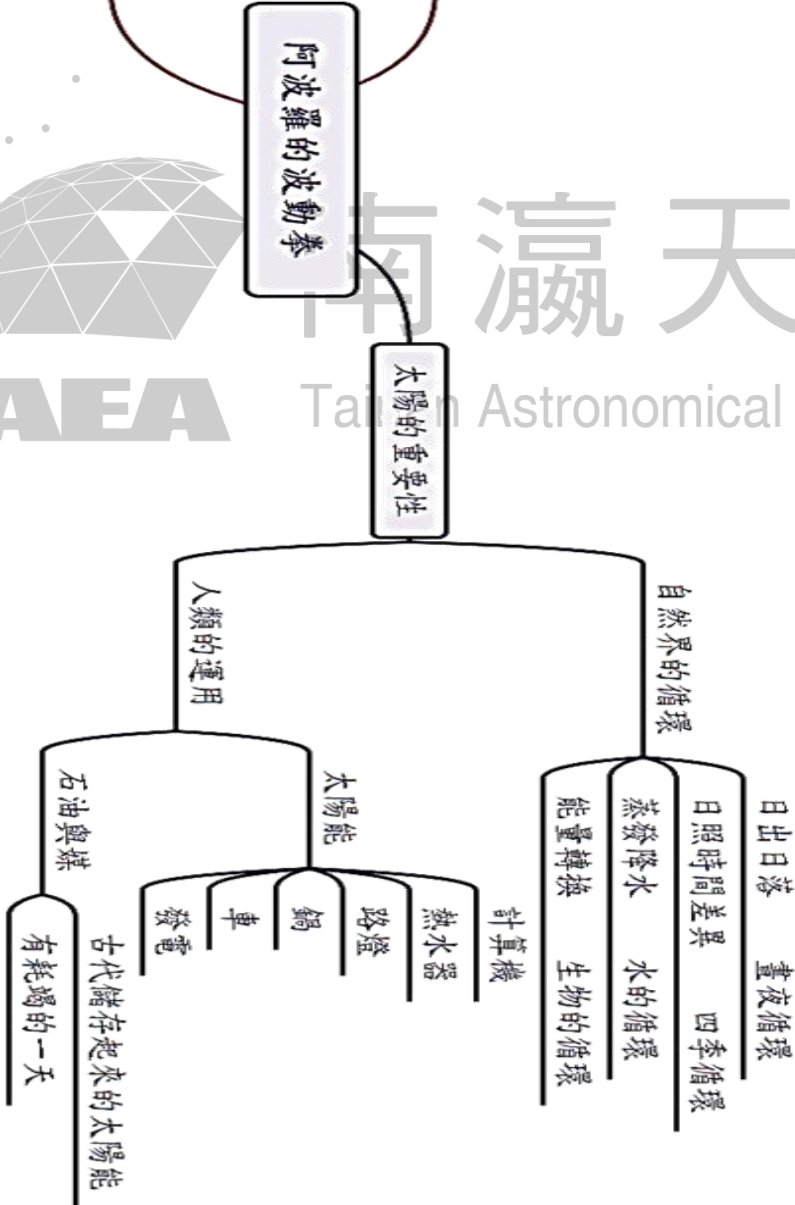 阿波羅的波動拳
太陽的重要性
自然界的循環
日出日落 晝夜循環
日照時間差異 四季循環
蒸發降水 水的循環
能量轉換 生物的循環
人類的運用
太陽能
計算機
熱水器
路燈
鍋
車
發電
石油與煤
古代儲存起來的太陽能
有耗竭的一天
南瀛天
AEA
Astronomical